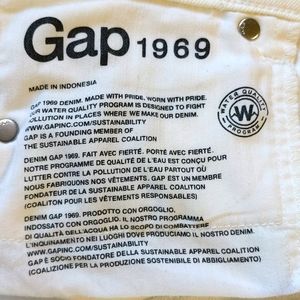 Gap 1969
MADE IN INDONESIA
GAP 1969 DENIM. MADE WITH PRIDE. WORN WITH PRIDE.
OUR WATER QUALITY PROGRAM IS DESIGNED TO FIGHT
POLLUTION IN PLACES WHERE WE MAKE OUR DENIM.
WWW.GAPINC.COM/SUSTAINABILITY
GAP IS A FOUNDING MEMBER OF
THE SUSTAINABLE APPAREL COALITION
WATER QUALITY
W
PROGRAM
DENIM GAP 1969. FAIT AVEC FIERTÉ. PORTÉ AVEC FIERTÉ.
NOTRE PROGRAMME DE QUALITÉ DE L'EAU EST CONÇU POUR
LUTTER CONTRE LA POLLUTION DE L'EAU PARTOUT OÙ
NOUS FABRIQUONS NOS VÊTEMENTS. GAP EST UN MEMBRE
FONDATEUR DE LA SUSTAINABLE APPAREL COALITION
(COALITON POUR LES VÊTEMENTS RESPONSABLES)
DENIM GAP 1969. PRODOTTO CON ORGOGLIO.
INDOSSATO CON ORGOGLIO. IL NOSTRO PROGRAMMA
DI QUALITÀ DELL'ACQUA HA LO SCOPO DI COMBATTERE
L'INQUINAMENTO NEI LUOGHI DOVE PRODUCIAMO IL NOSTRO DENIM
WWW.GAPINC.COM/SUSTAINABILITY
GAP È SOCIO FONDATORE DELLA SUSTAINABLE APPAREL COALITION
(COALIZIONE PER LA PRODUZIONE SOSTENIBILE DI ABBIGLIAMENTO)